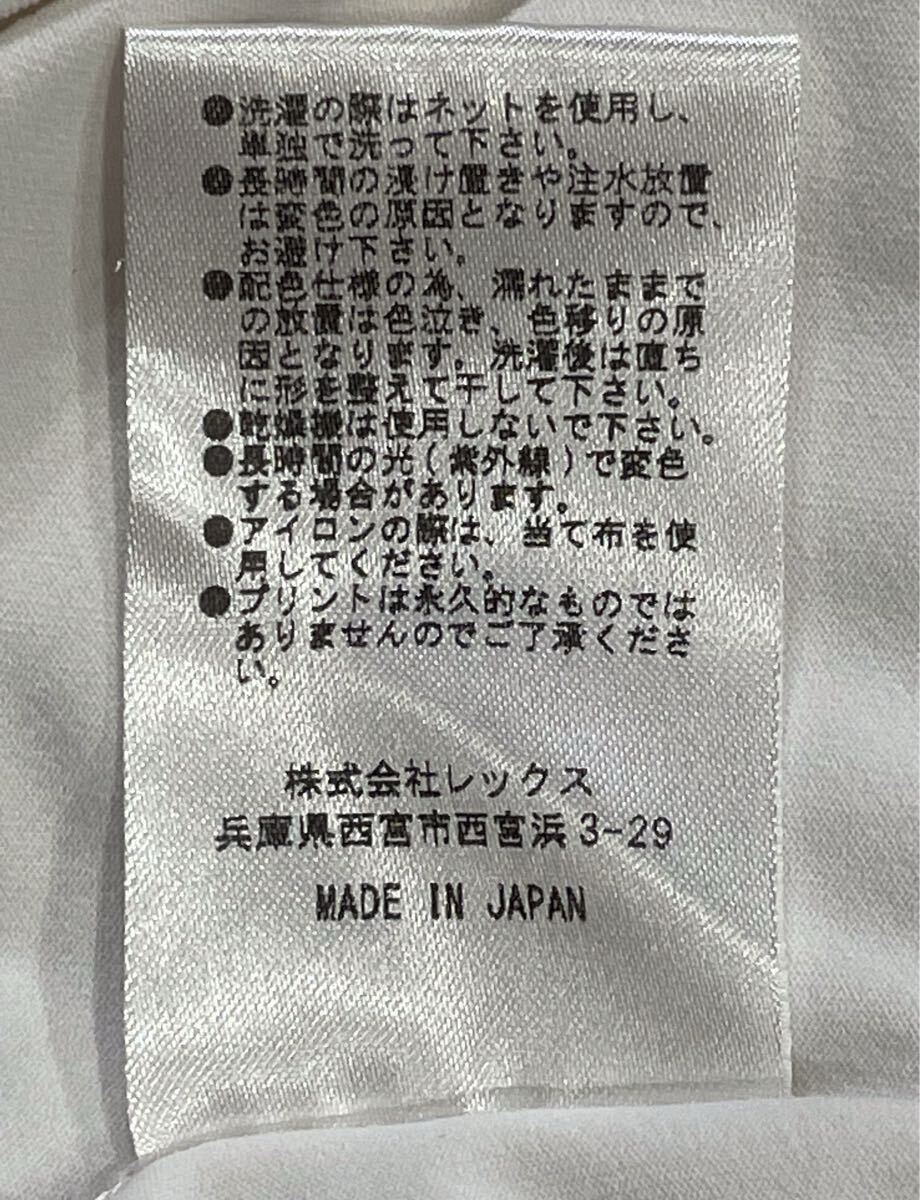 ●洗濯の際はネットを使用し、
単独で洗って下さい。
●長時間の浸け置きや注水放置
は変色の原因となりますので、
お避け下さい。
●配色仕様の為、濡れたままで
の放置は色泣き、色移りの原
因となります。洗濯後は直ち
に形を整えて干して下さい。
●乾燥機は使用しないで下さい。
●長時間の光(紫外線)で変色
する場合があります。
●アイロンの際は、当て布を使
用してください。
●プリントは永久的なものでは
ありませんのでご了承くださ
い。
株式会社レックス
兵庫県西宮市西宮浜3-29
MADE IN JAPAN